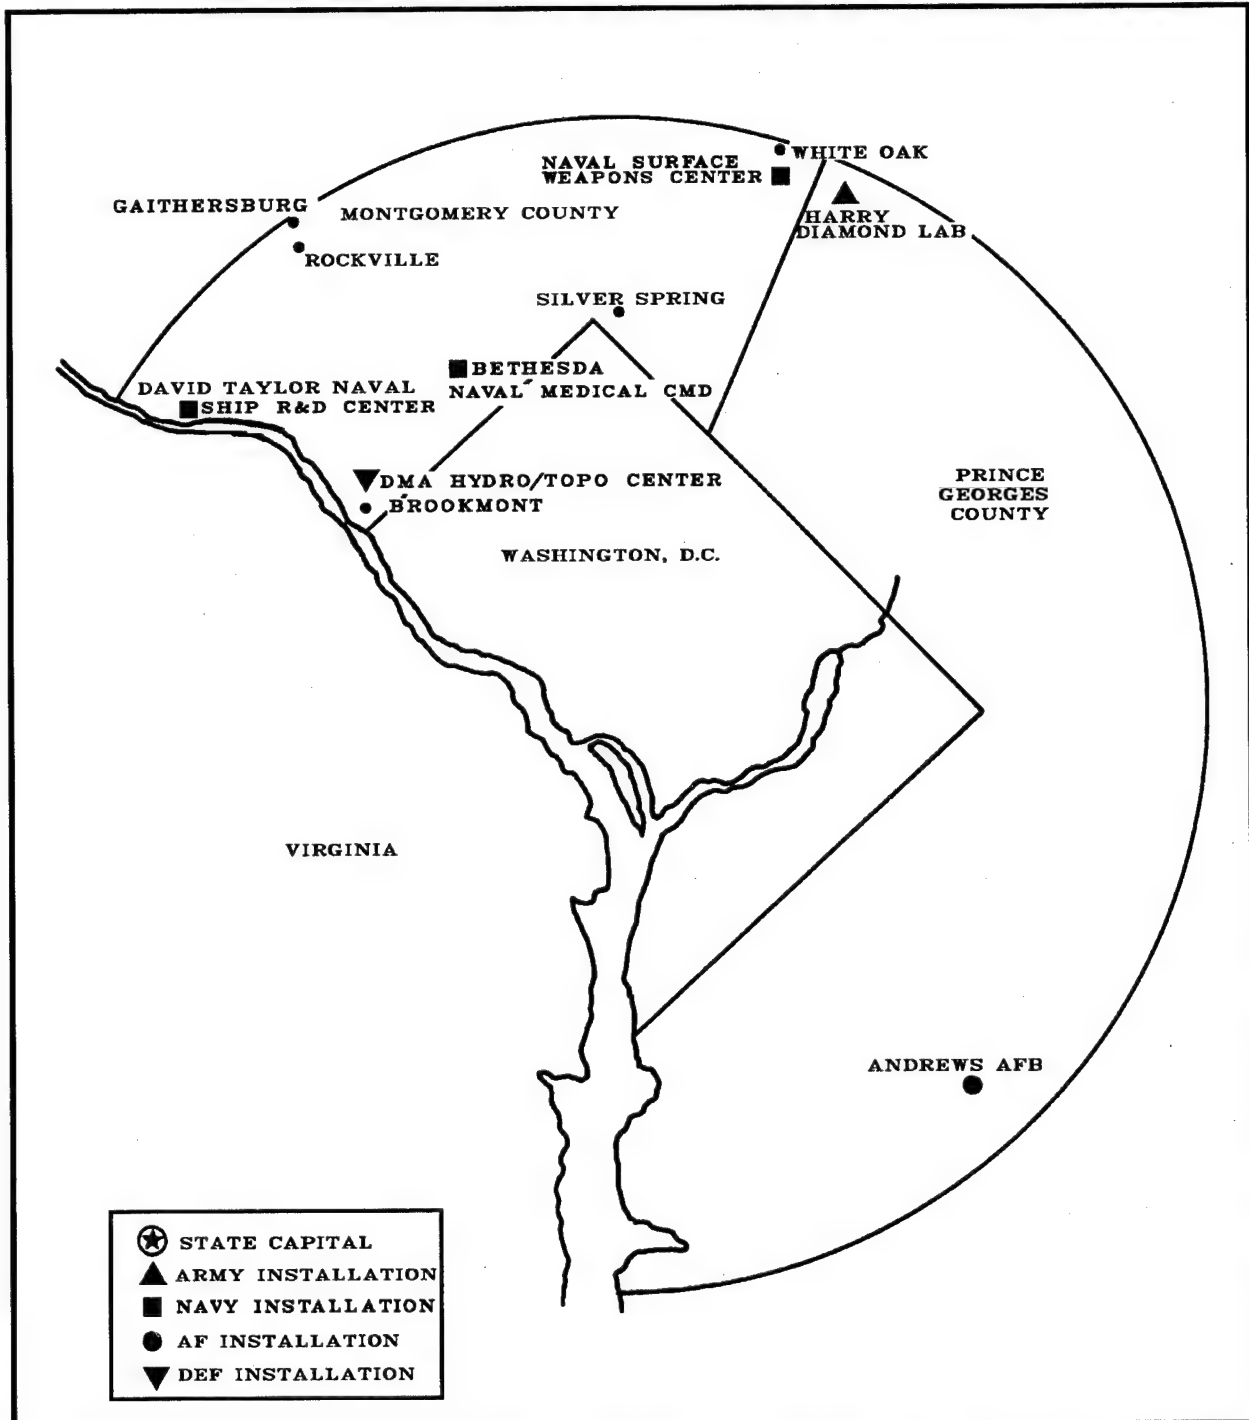 WHITE OAK
NAVAL SURFACE
WEAPONS CENTER
GAITHERSBURG
MONTGOMERY COUNTY
HARRY
DIAMOND LAB
ROCKVILLE
SILVER SPRING
BETHESDA
NAVAL MEDICAL CMD
DAVID TAYLOR NAVAL
SHIP R&D CENTER
DMA HYDRO/TOPO CENTER
BROOKMONT
PRINCE
GEORGES
COUNTY
WASHINGTON, D.C.
VIRGINIA
ANDREWS AFB
STATE CAPITAL
ARMY INSTALLATION
NAVY INSTALLATION
AF INSTALLATION
DEF INSTALLATION